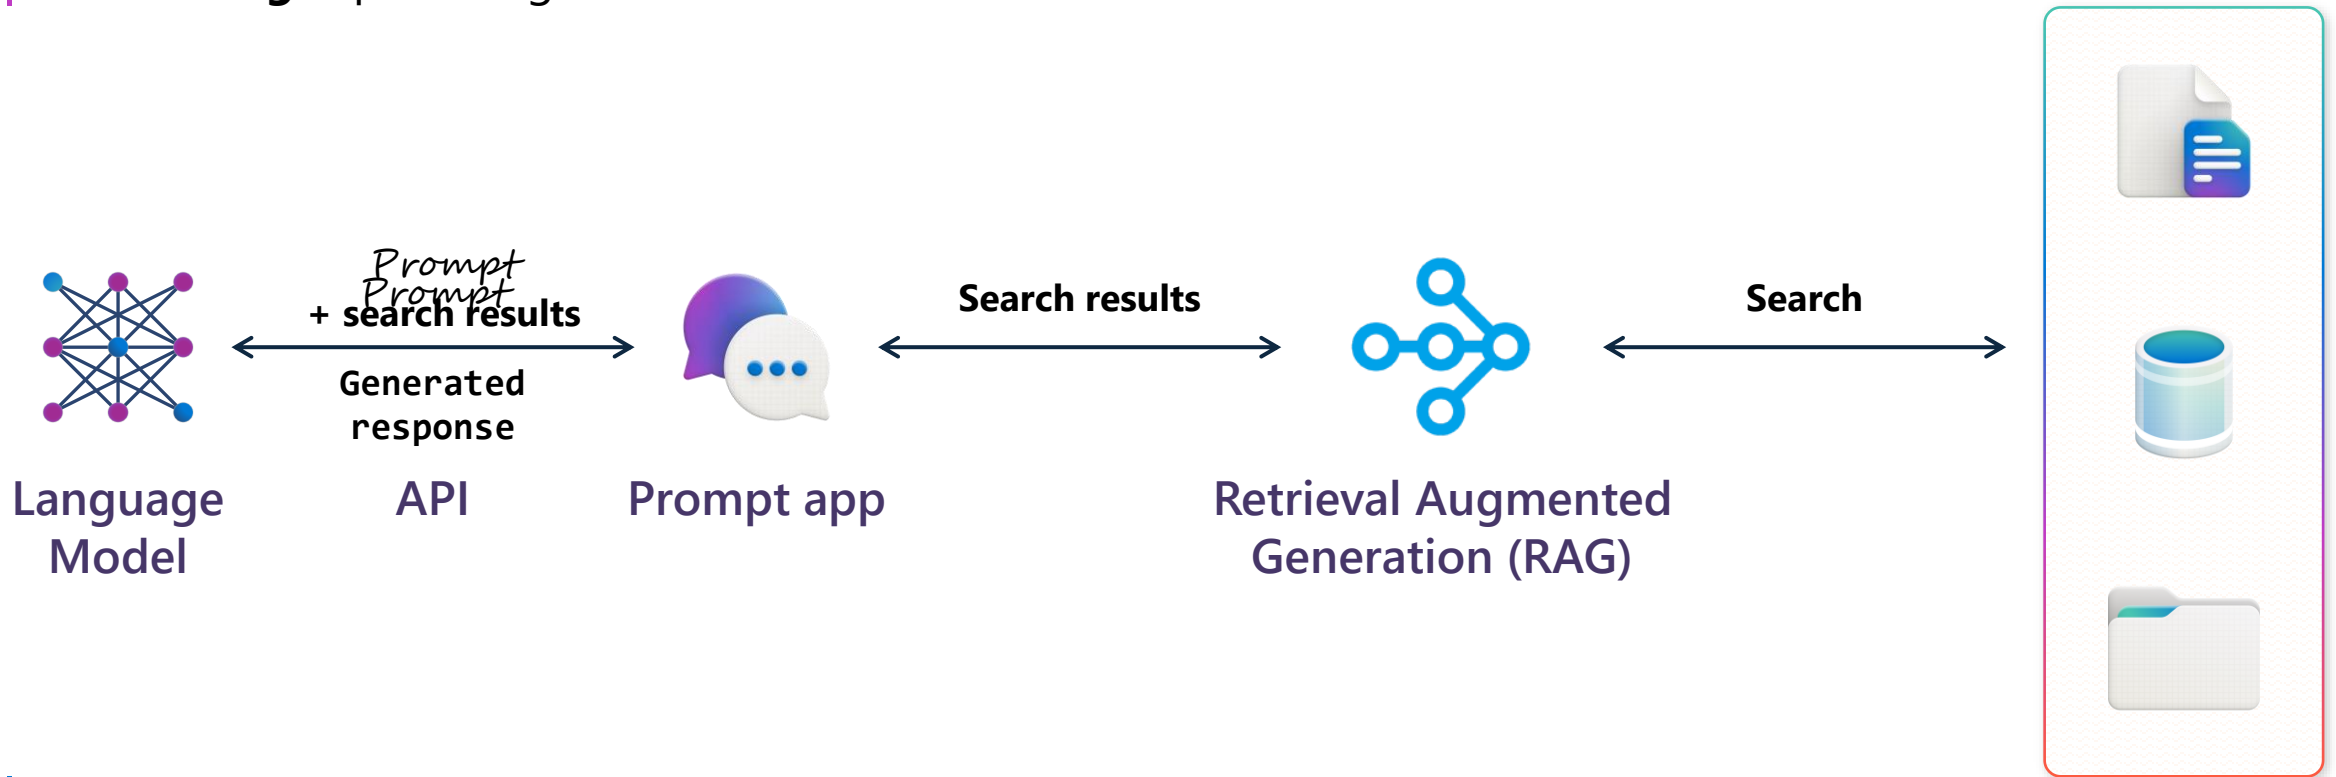 Prompt
Prompt
+ search results
Generated
response
Search results
Search
Language
Model
API
Prompt app
Retrieval Augmented
Generation (RAG)